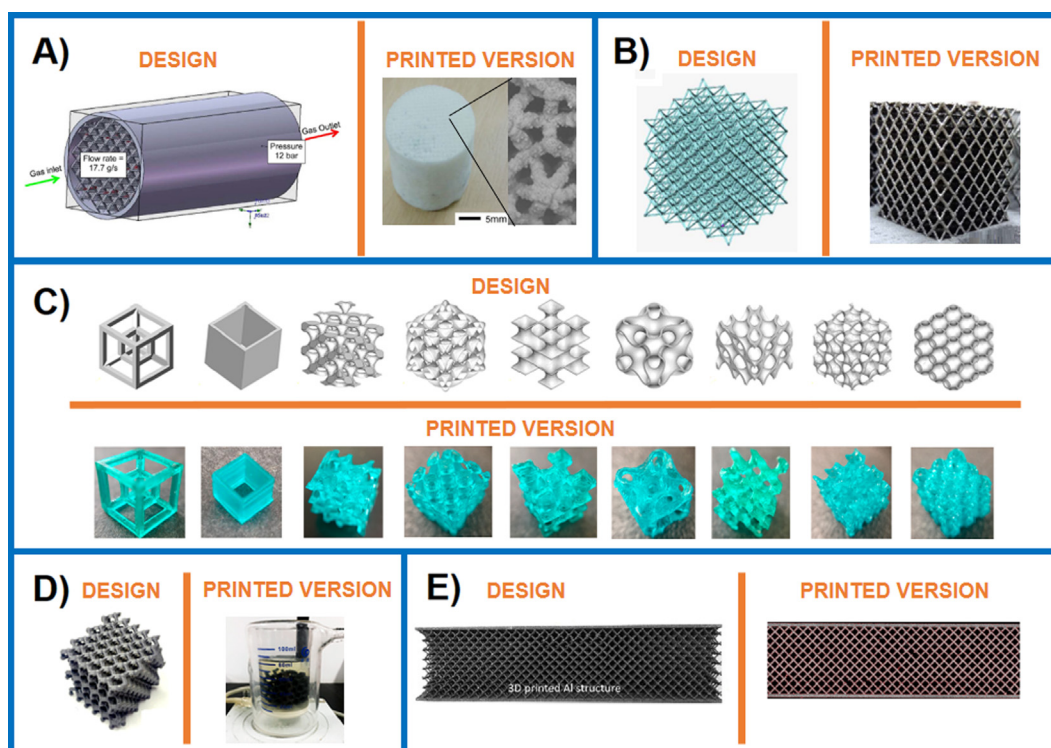 A)
DESIGN
PRINTED VERSION
Gas inlet
Flow rate =
17.7 g/s
Gas Outlet
Pressure
12 bar
5mm
B)
DESIGN
PRINTED VERSION
C)
DESIGN
PRINTED VERSION
D)
DESIGN
PRINTED VERSION
100ml
E)
DESIGN
3D printed Al structure
PRINTED VERSION